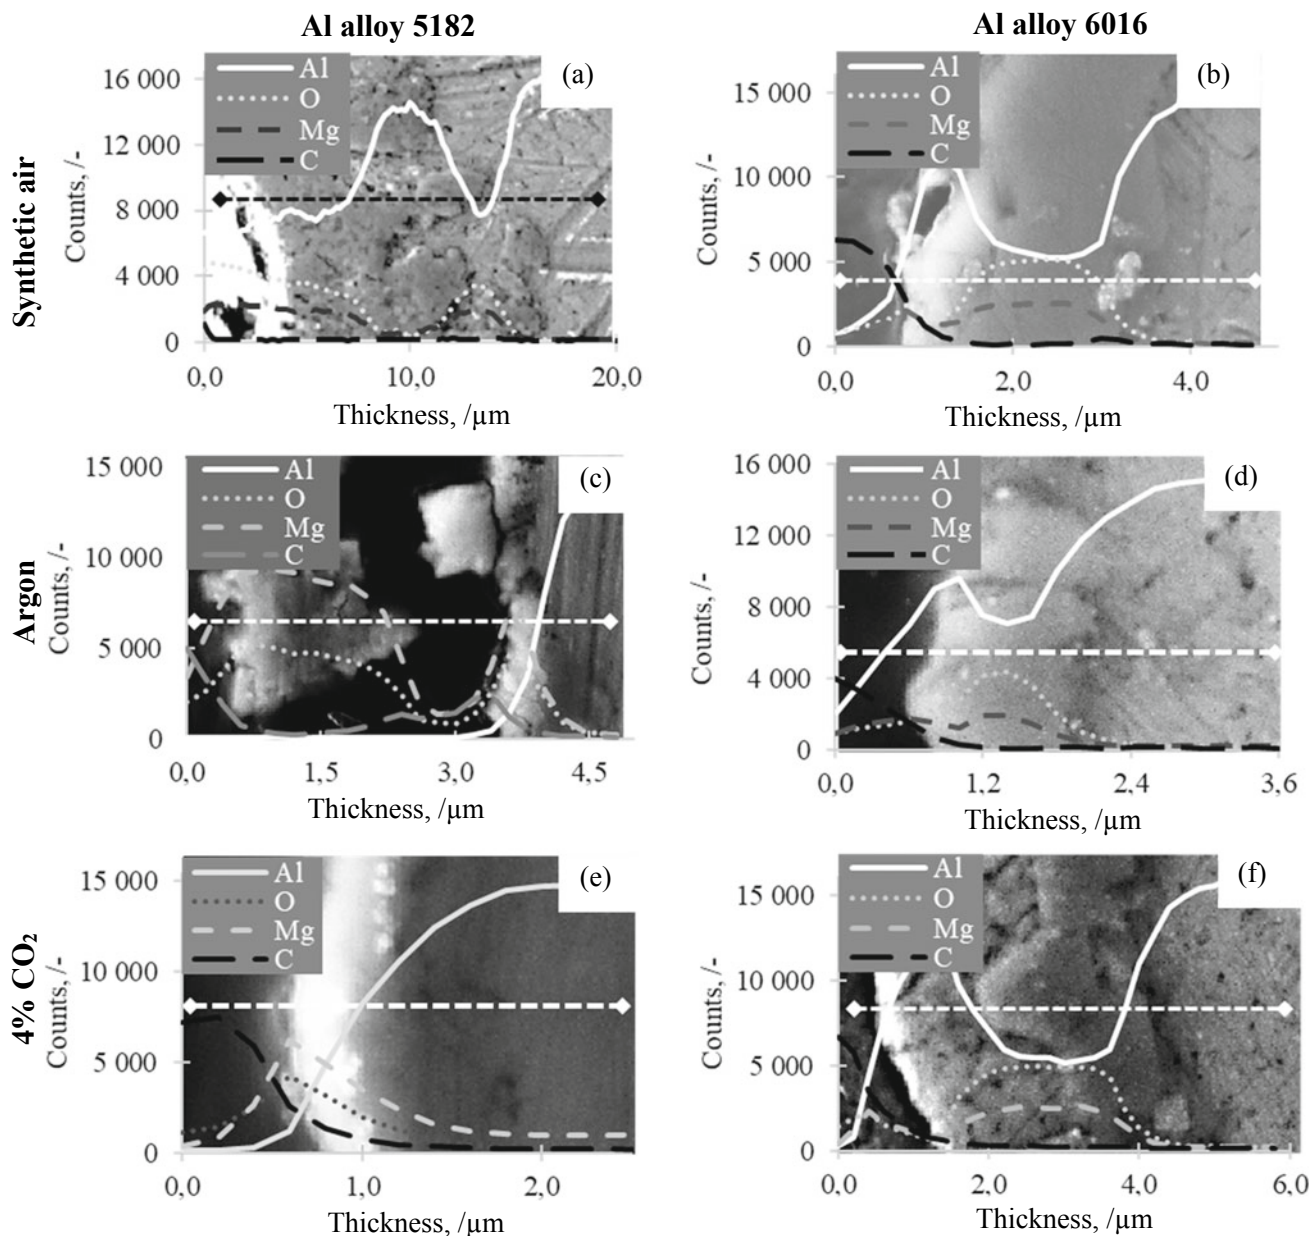 Al alloy 5182
Al alloy 6016
Synthetic air
Counts, /-
16 000
12 000
8 000
4 000
0
Al
O
Mg
C
(a)
0,0
10,0
20,0
Thickness, /µm
Counts, /-
15 000
10 000
5 000
0
Al
O
Mg
C
(b)
0,0
2,0
4,0
Thickness, /µm
Argon
Counts, /-
15 000
10 000
5 000
0
Al
O
Mg
C
(c)
0,0
1,5
3,0
4,5
Thickness, /µm
Counts, /-
16 000
12 000
8 000
4 000
0
Al
O
Mg
C
(d)
0,0
1,2
2,4
3,6
Thickness, /µm
4% CO₂
Counts, /-
15 000
10 000
5 000
0
Al
O
Mg
C
(e)
0,0
1,0
2,0
Thickness, /µm
Counts, /-
15 000
10 000
5 000
0
Al
O
Mg
C
(f)
0,0
2,0
4,0
6,0
Thickness, /µm